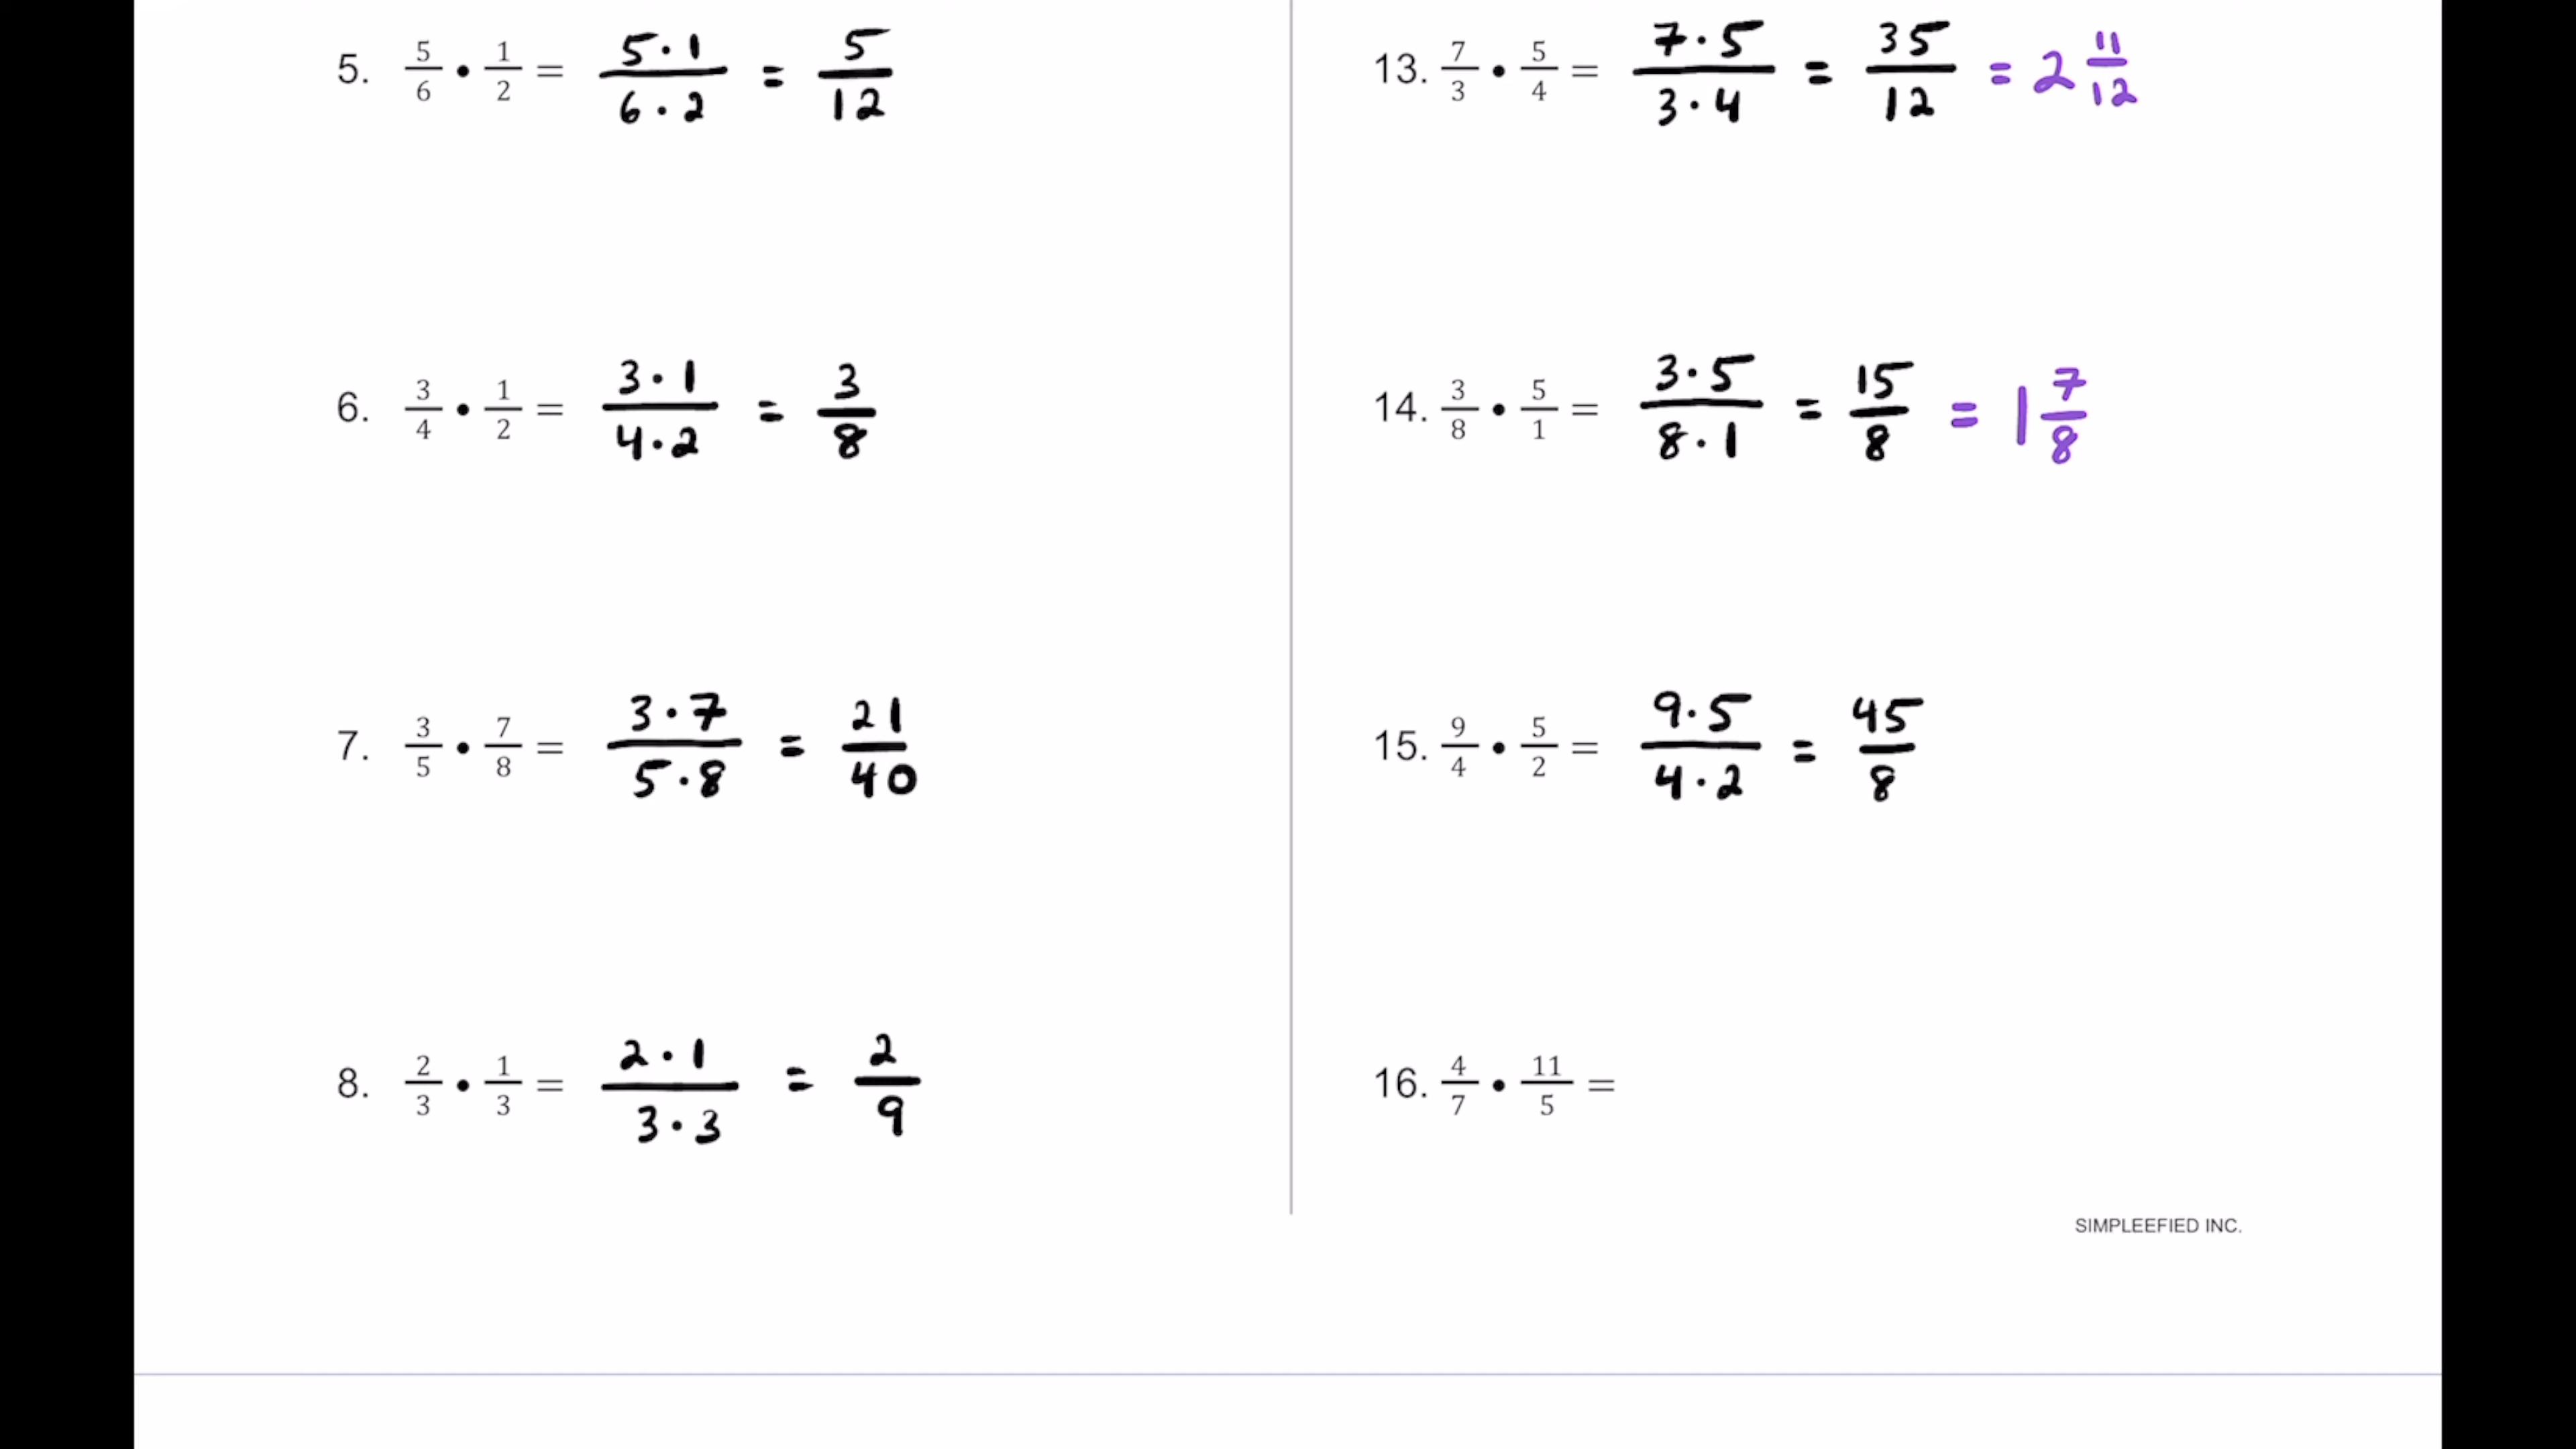 5. 5/6 • 1/2 = 5·1/6·2 = 5/12
6. 3/4 • 1/2 = 3·1/4·2 = 3/8
7. 3/5 • 7/8 = 3·7/5·8 = 21/40
8. 2/3 • 1/3 = 2·1/3·3 = 2/9
13. 7/3 • 5/4 = 7·5/3·4 = 35/12 = 2 11/12
14. 3/8 • 5/1 = 3·5/8·1 = 15/8 = 1 7/8
15. 9/4 • 5/2 = 9·5/4·2 = 45/8
16. 4/7 • 11/5 =
SIMPLEEFIED INC.